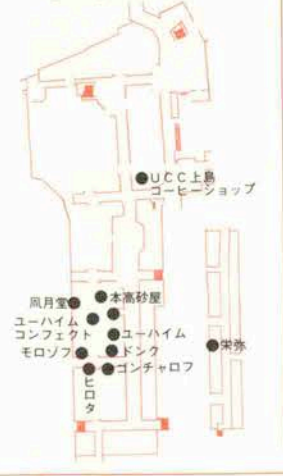 UCC上島
コーヒーショップ
凮月堂
本高砂屋
ユーハイム
コンフェクト
ユーハイム
モロゾフ
ドンク
栄弥
ゴンチャロフ
ヒロタ